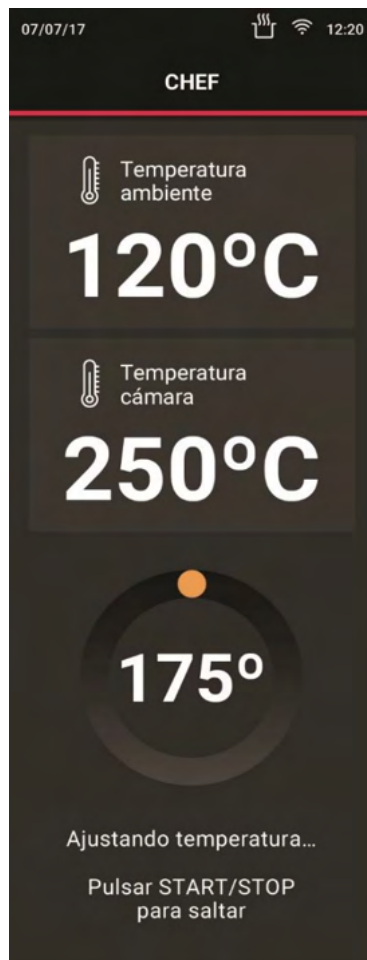 07/07/17
12:20
CHEF
Temperatura
ambiente
120ºC
Temperatura
cámara
250ºC
175º
Ajustando temperatura...
Pulsar START/STOP
para saltar